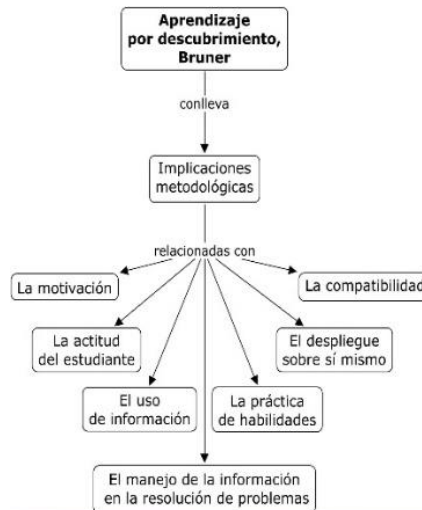 Aprendizaje
por descubrimiento,
Bruner
conlleva
Implicaciones
metodológicas
relacionadas con
La motivación
La compatibilidad
La actitud
del estudiante
El despliegue
sobre sí mismo
El uso
de información
La práctica
de habilidades
El manejo de la información
en la resolución de problemas